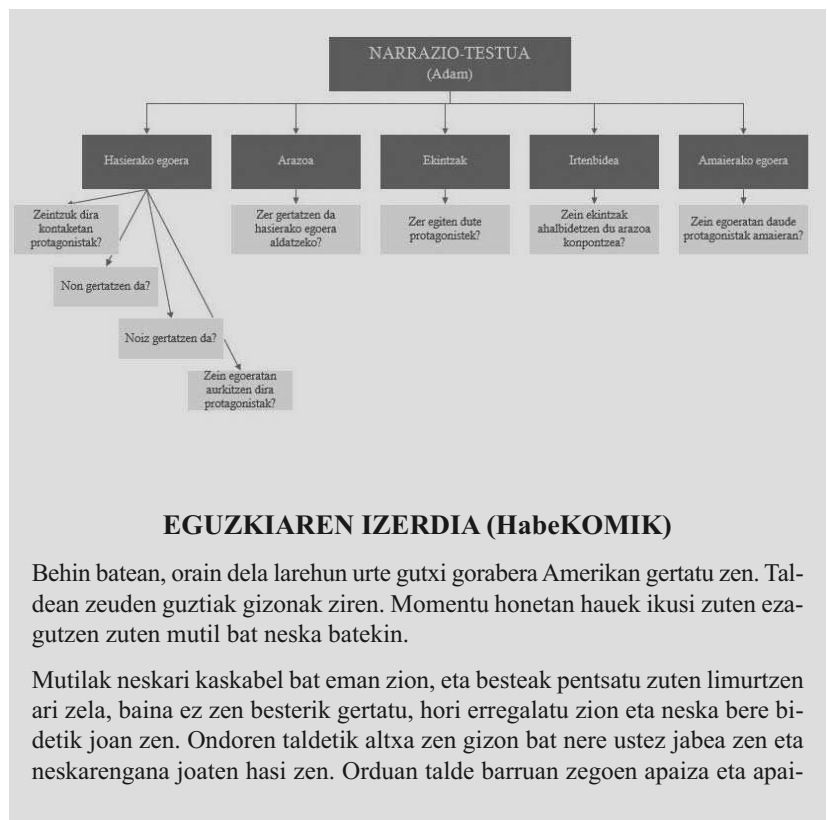 NARRAZIO-TESTUA
(Adam)
Hasierako egoera
Arazoa
Ekintzak
Irtenbidea
Amaierako egoera
Zeintzuk dira
kontaketan
protagonistak?
Zer gertatzen da
hasierako egoera
aldatzeko?
Zer egiten dute
protagonistek?
Zein ekintzak
ahalbidetzen du arazoa
konpontzea?
Zein egoeratan daude
protagonistak amaieran?
Non gertatzen da?
Noiz gertatzen da?
Zein egoeratan
aurkitzen dira
protagonistak?
EGUZKIAREN IZERDIA (HabeKOMIK)
Behin batean, orain dela larehun urte gutxi gorabera Amerikan gertatu zen. Tal-
dean zeuden guztiak gizonak ziren. Momentu honetan hauek ikusi zuten eza-
gutzen zuten mutil bat neska batekin.
Mutilak neskari kaskabel bat eman zion, eta besteak pentsatu zuten limurtzen
ari zela, baina ez zen besterik gertatu, hori erregalatu zion eta neska bere bi-
detik joan zen. Ondoren taldetik altxa zen gizon bat nere ustez jabea zen eta
neskarengana joaten hasi zen. Orduan talde barruan zegoen apaiza eta apai-